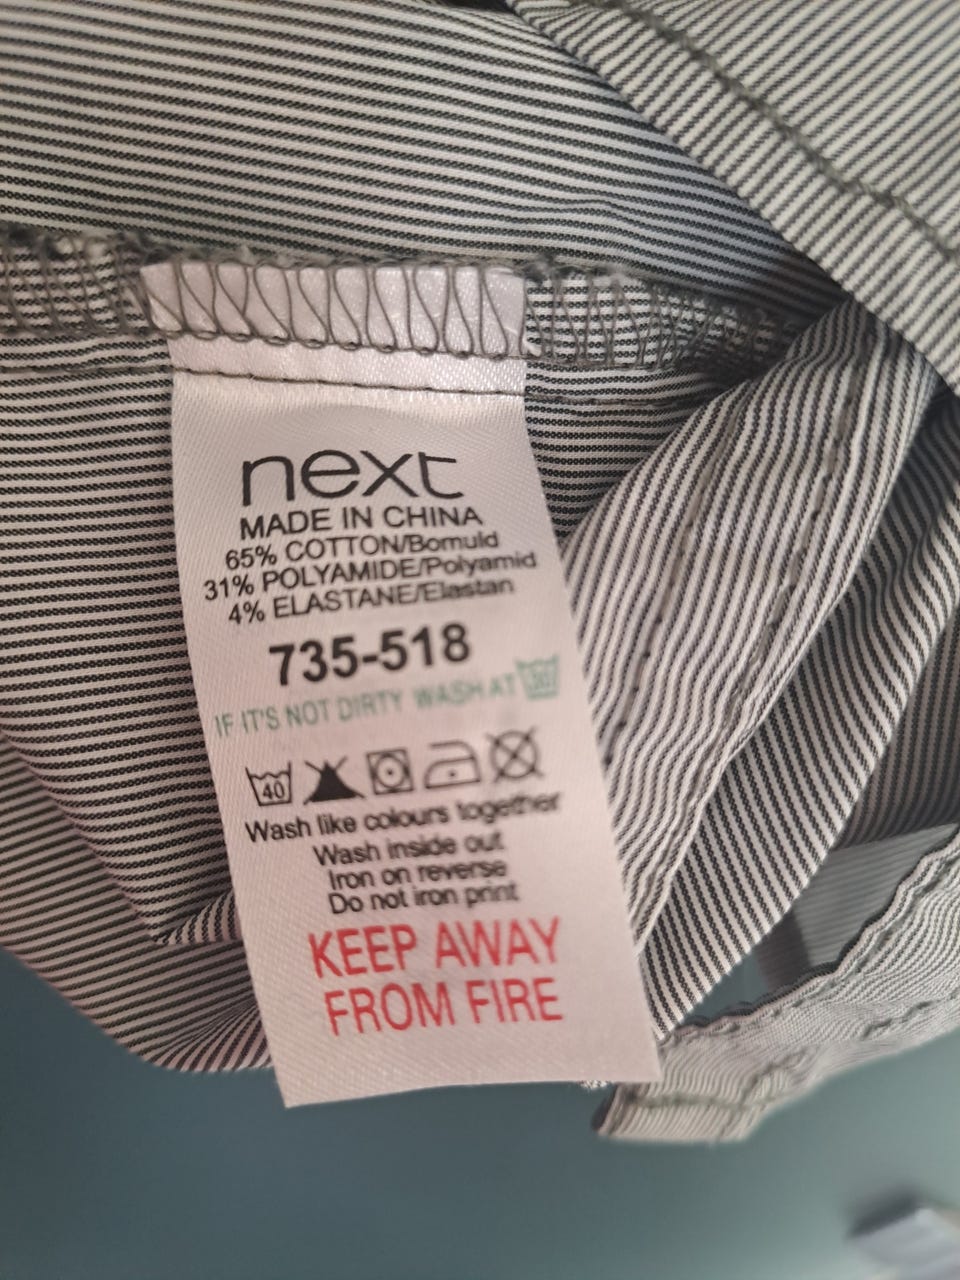 next
MADE IN CHINA
65% COTTON/Bomuld
31% POLYAMIDE/Polyamid
4% ELASTANE/Elastan
735-518
IF IT'S NOT DIRTY WASH AT 30
40
Wash like colours together
Wash inside out
Iron on reverse
Do not iron print
KEEP AWAY
FROM FIRE